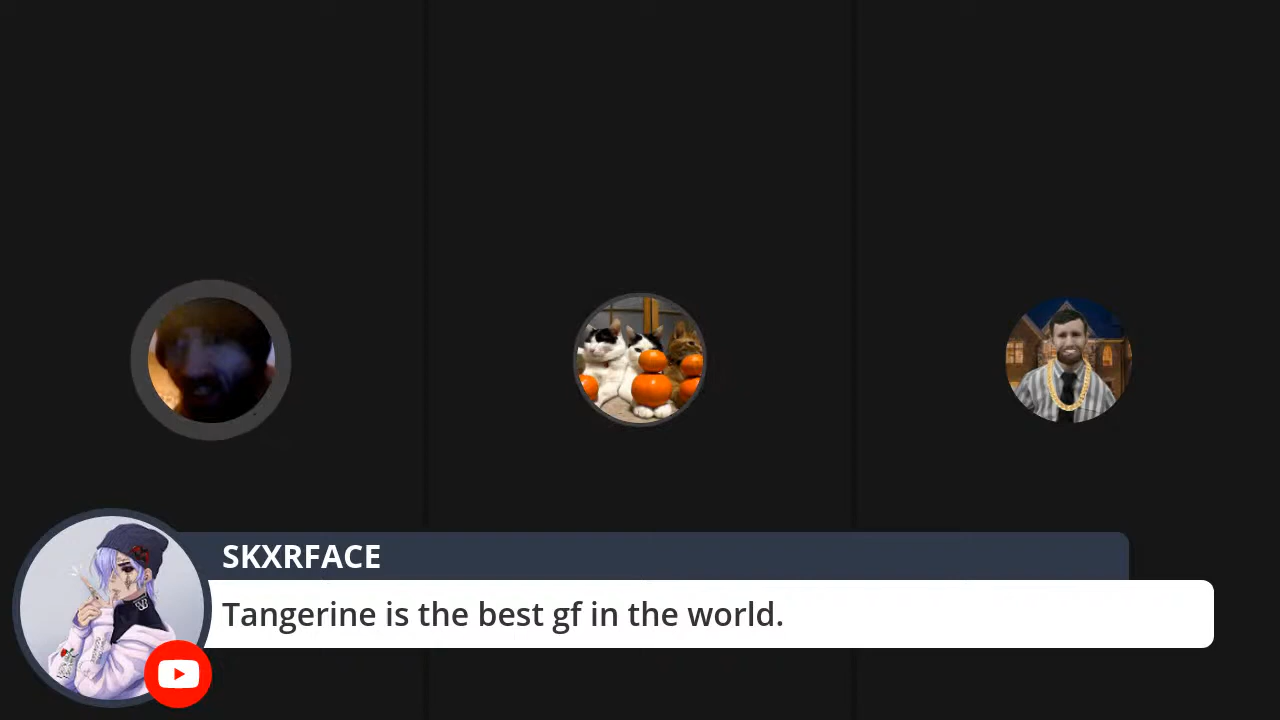 SKXRFACE
Tangerine is the best gf in the world.